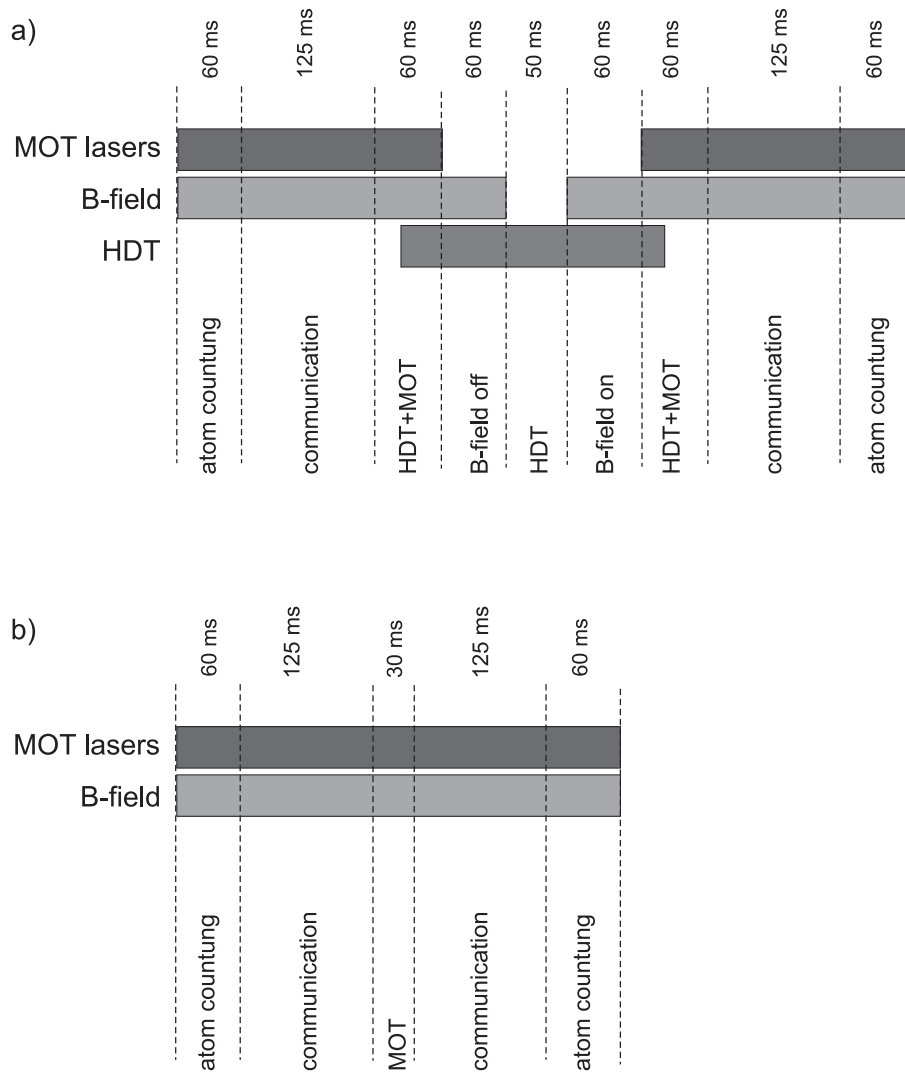 a)
60 ms
125 ms
60 ms
60 ms
50 ms
60 ms
60 ms
125 ms
60 ms
MOT lasers
B-field
HDT
atom countung
communication
HDT+MOT
B-field off
HDT
B-field on
HDT+MOT
communication
atom countung
b)
60 ms
125 ms
30 ms
125 ms
60 ms
MOT lasers
B-field
atom countung
communication
MOT
communication
atom countung